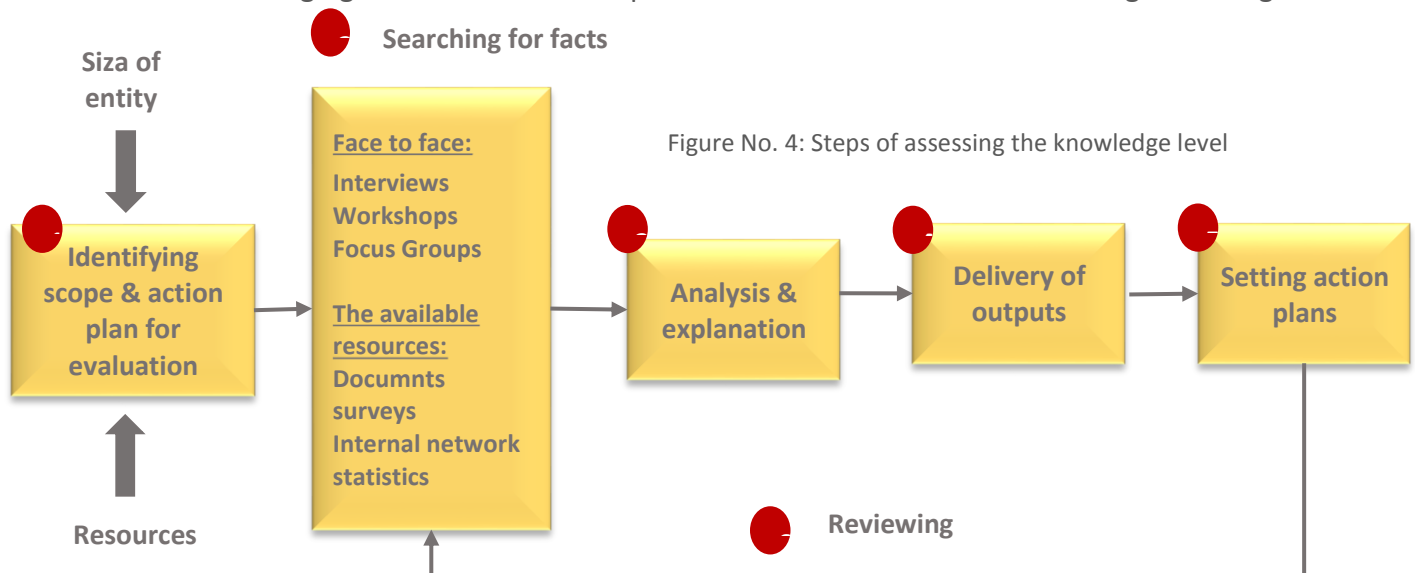 Searching for facts
Siza of
entity
Face to face:
Interviews
Workshops
Focus Groups
The available
resources:
Documnts
surveys
Internal network
statistics
Figure No. 4: Steps of assessing the knowledge level
Identifying
scope & action
plan for
evaluation
Analysis &
explanation
Delivery of
outputs
Setting action
plans
Resources
Reviewing